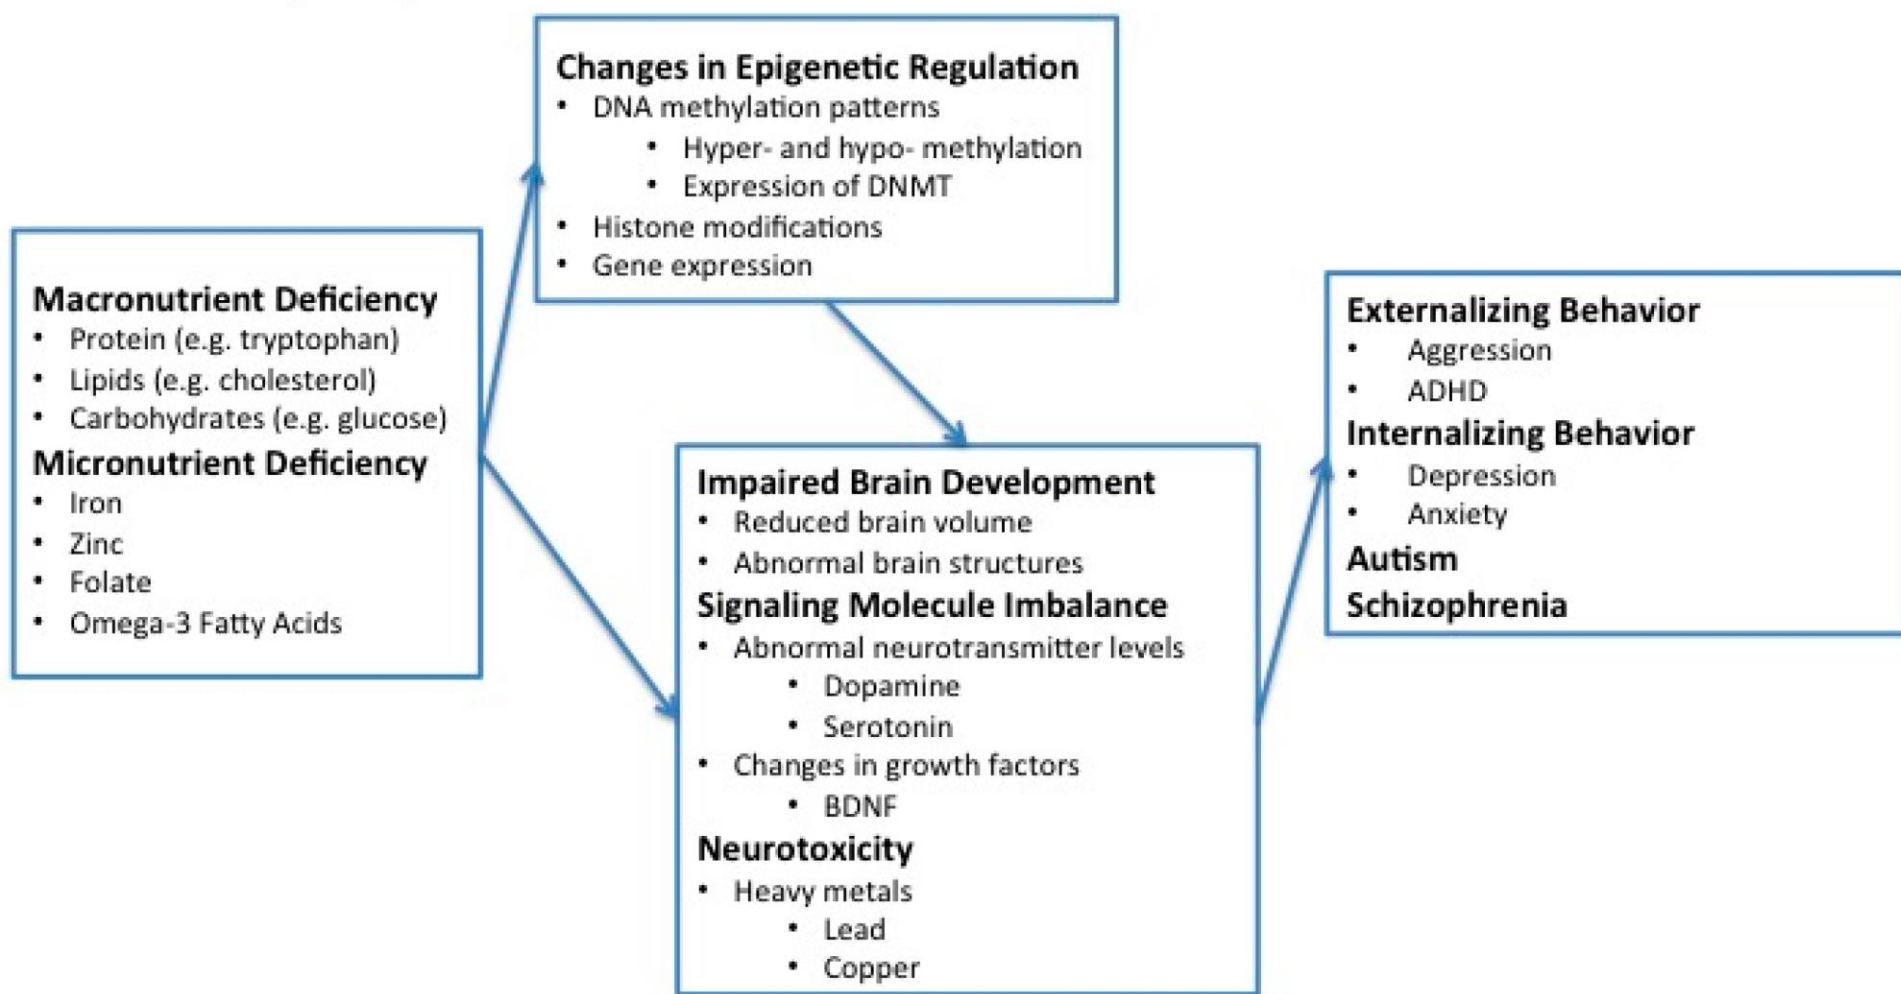 Changes in Epigenetic Regulation
• DNA methylation patterns
• Hyper- and hypo- methylation
• Expression of DNMT
• Histone modifications
• Gene expression
Macronutrient Deficiency
• Protein (e.g. tryptophan)
• Lipids (e.g. cholesterol)
• Carbohydrates (e.g. glucose)
Micronutrient Deficiency
• Iron
• Zinc
• Folate
• Omega-3 Fatty Acids
Impaired Brain Development
• Reduced brain volume
• Abnormal brain structures
Signaling Molecule Imbalance
• Abnormal neurotransmitter levels
• Dopamine
• Serotonin
• Changes in growth factors
• BDNF
Neurotoxicity
• Heavy metals
• Lead
• Copper
Externalizing Behavior
• Aggression
• ADHD
Internalizing Behavior
• Depression
• Anxiety
Autism
Schizophrenia